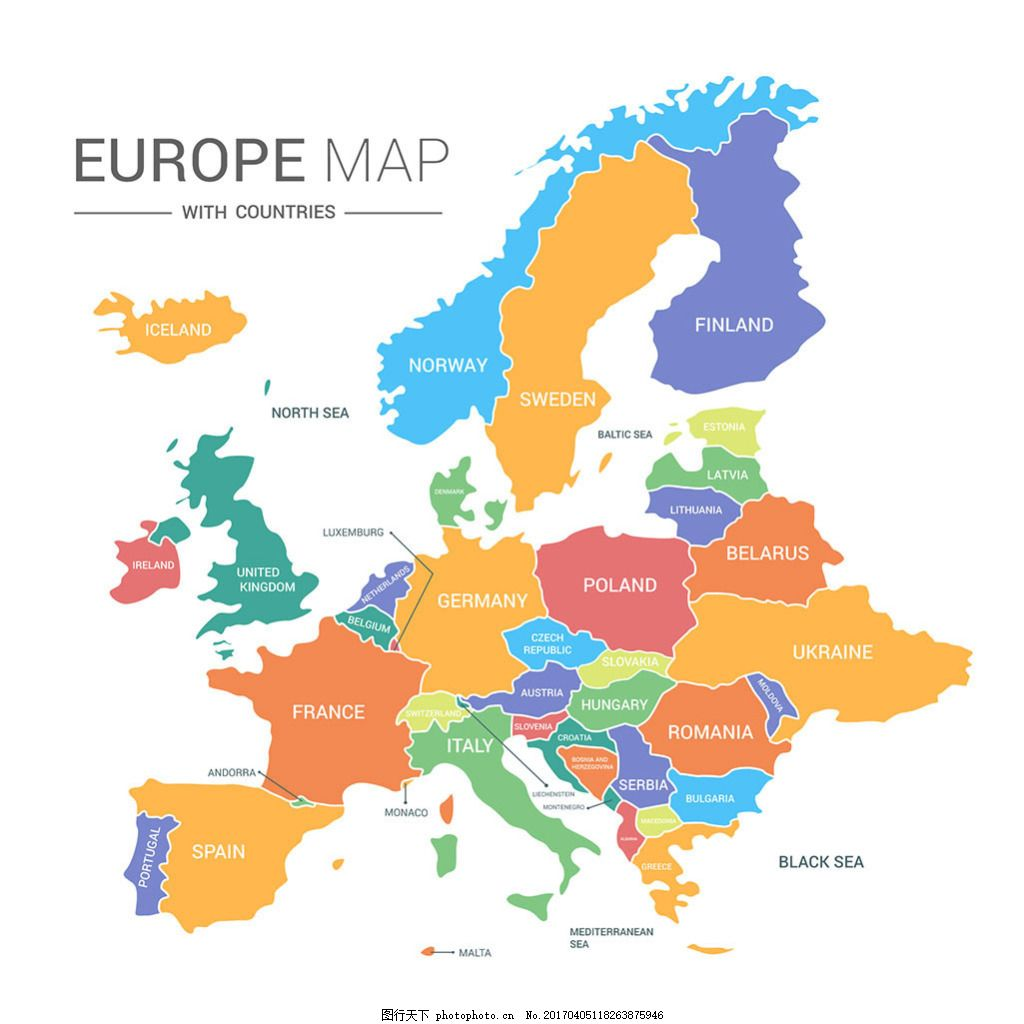 EUROPE MAP
WITH COUNTRIES
ICELAND
NORTH SEA
NORWAY
SWEDEN
FINLAND
BALTIC SEA
ESTONIA
LATVIA
LITHUANIA
DENMARK
LUXEMBURG
IRELAND
UNITED
KINGDOM
NETHERLANDS
BELGIUM
GERMANY
POLAND
BELARUS
CZECH
REPUBLIC
SLOVAKIA
UKRAINE
FRANCE
SWITZERLAND
AUSTRIA
HUNGARY
MOLDOVA
ITALY
SLOVENIA
CROATIA
ROMANIA
BOSNIA AND
HERZEGOVINA
ANDORRA
MONACO
LIECHENSTEIN
MONTENEGRO
SERBIA
BULGARIA
MACEDONIA
PORTUGAL
SPAIN
GREECE
BLACK SEA
MEDITERRANEAN
SEA
MALTA
图行天下 photophoto.cn No.20170405118263875946